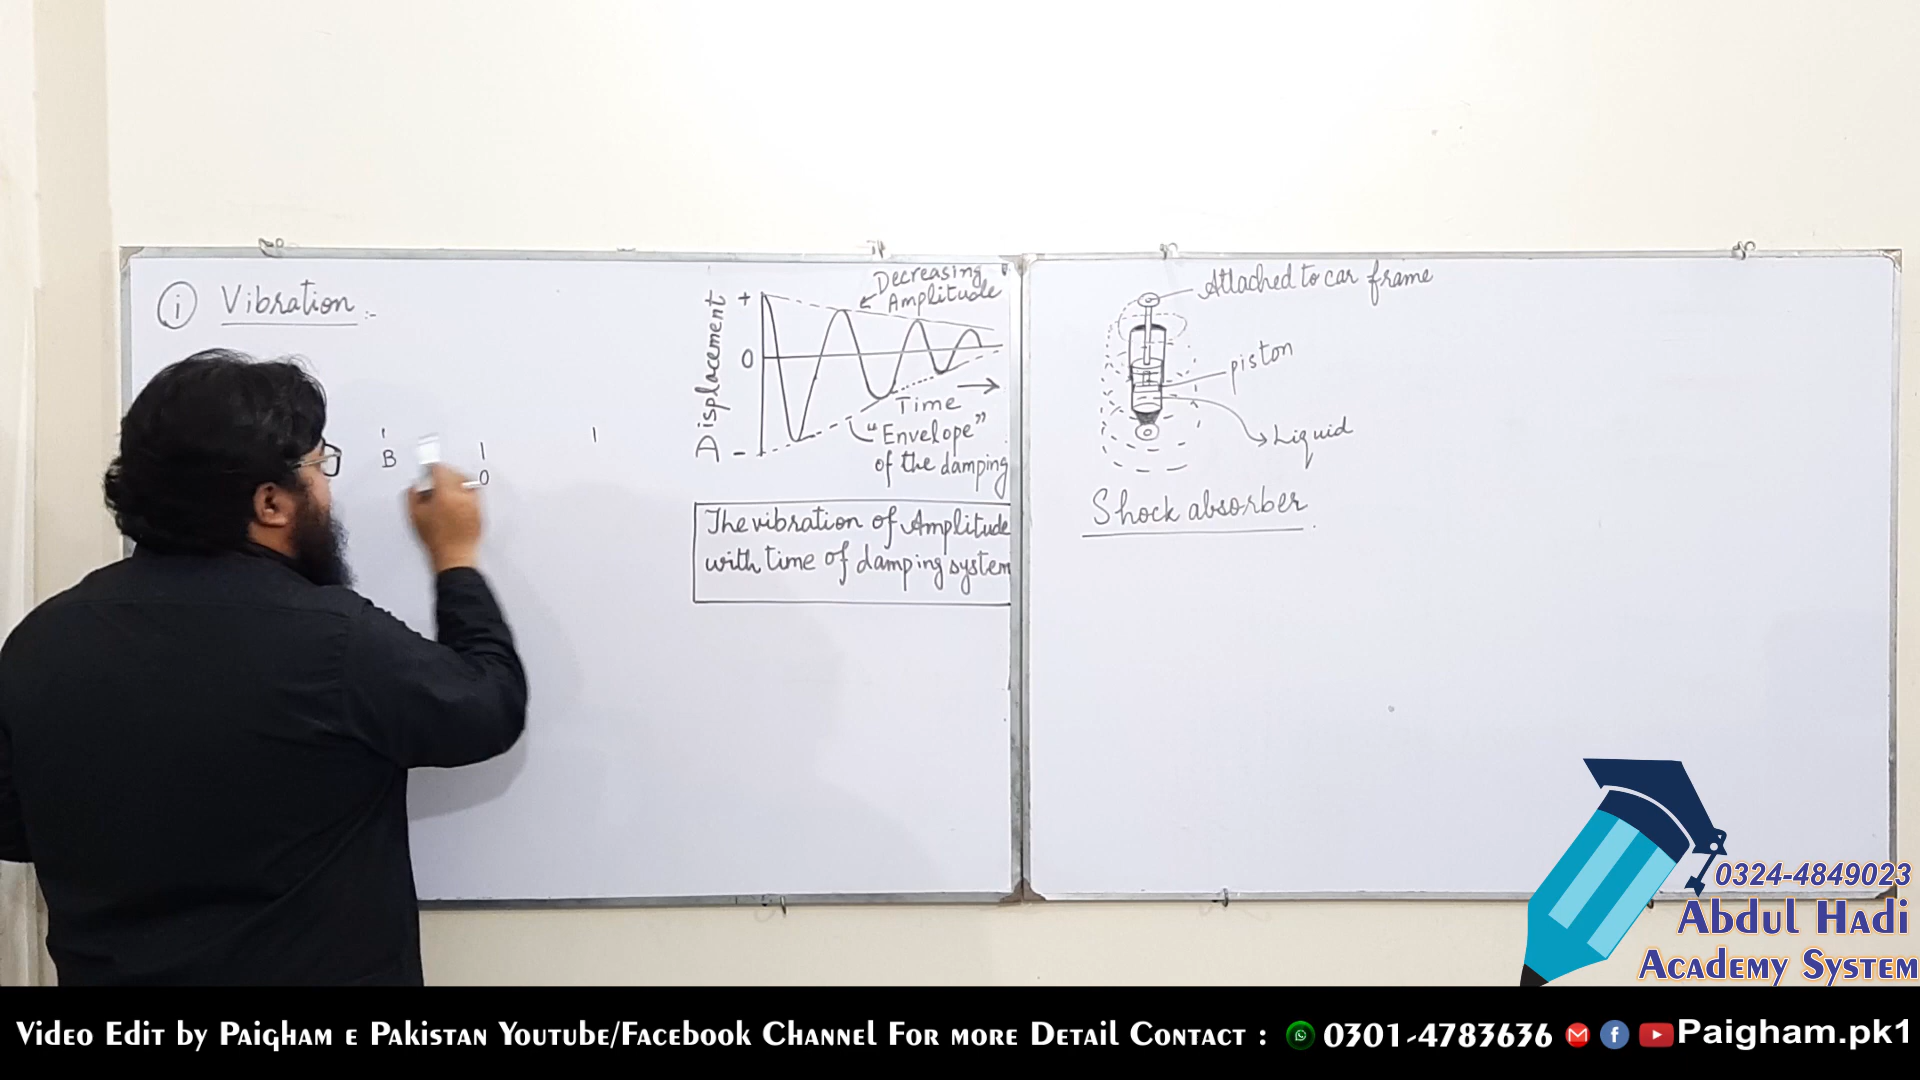 i Vibration :-
B
0
Displacement
+
0
-
Decreasing
Amplitude
Time
"Envelope"
of the damping
The vibration of Amplitude
with time of damping system
Attached to car frame
piston
Liquid
Shock absorber
0324-4849023
Abdul Hadi
Academy System
Video Edit by Paigham e Pakistan Youtube/Facebook Channel For more Detail Contact : 0301-4783636 Paigham.pk1